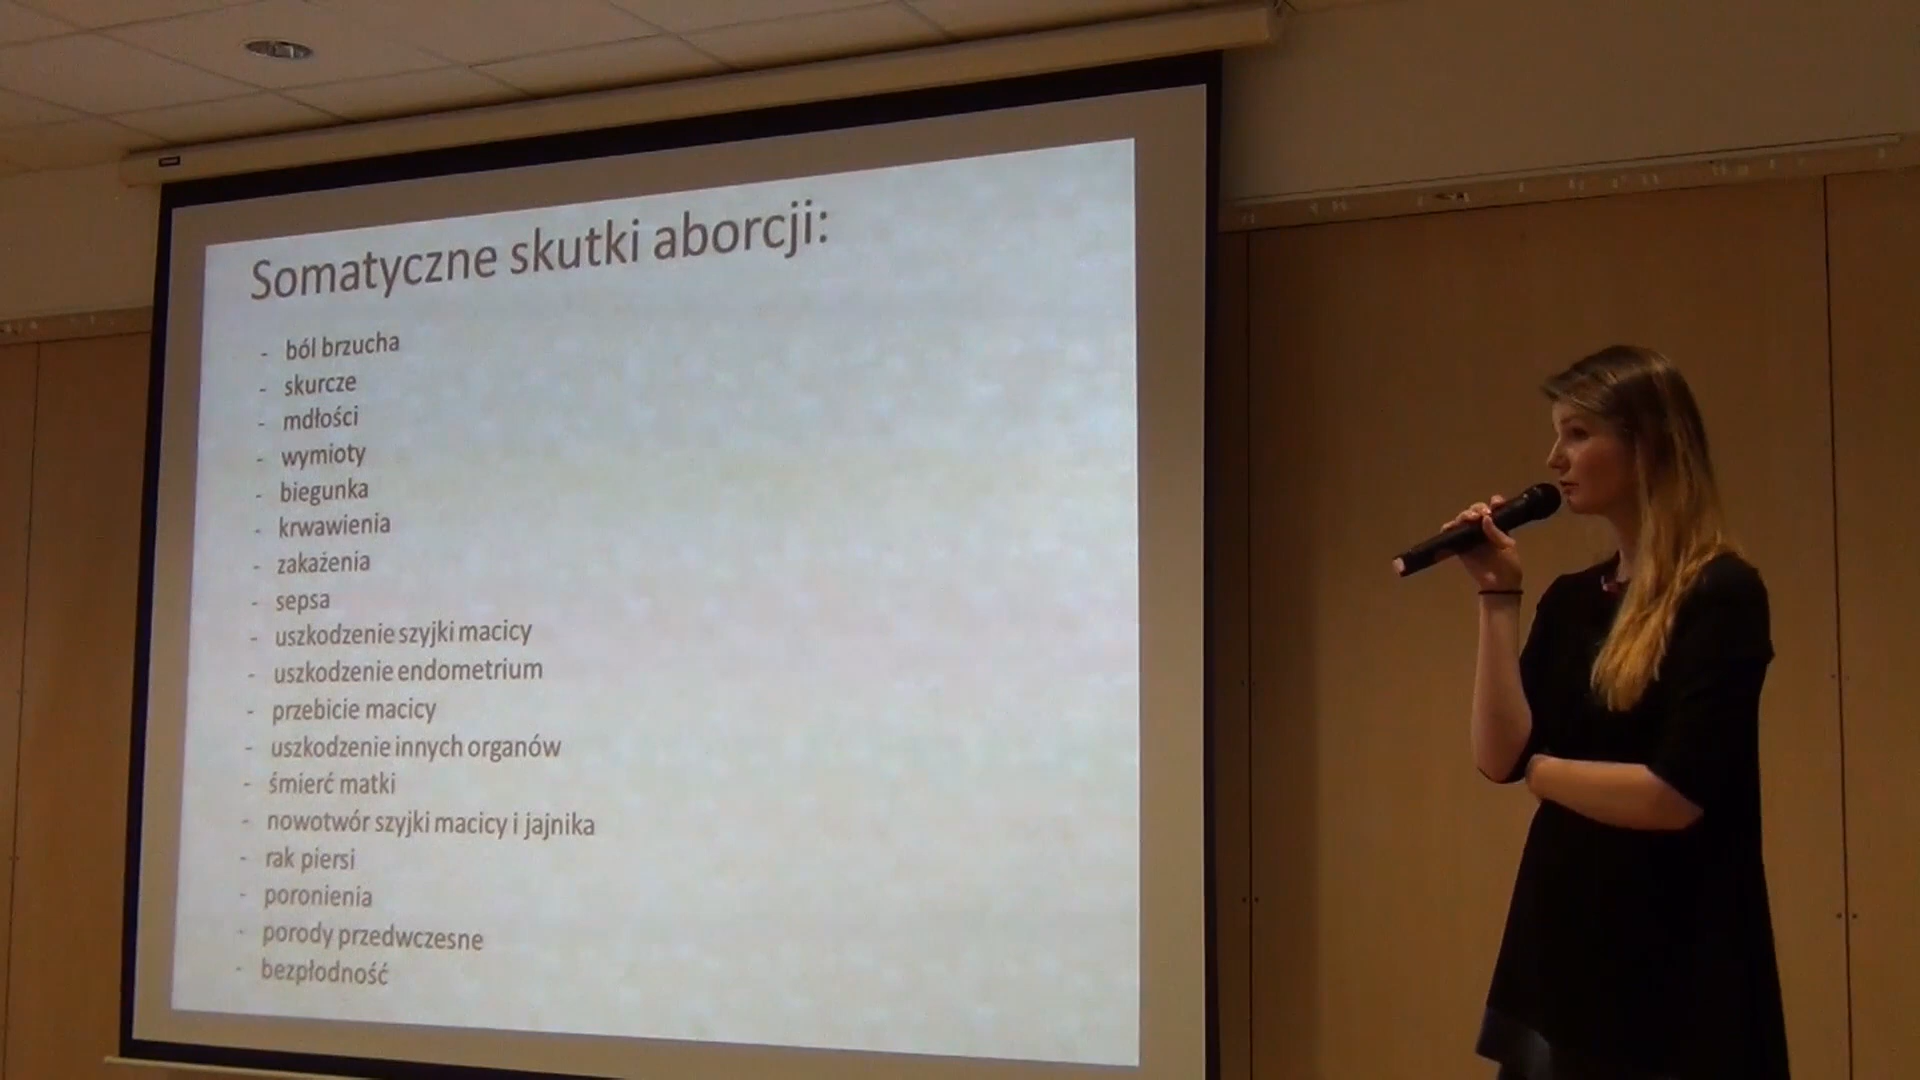 Somatyczne skutki aborcji:
- ból brzucha
- skurcze
- mdłości
- wymioty
- biegunka
- krwawienia
- zakażenia
- sepsa
- uszkodzenie szyjki macicy
- uszkodzenie endometrium
- przebicie macicy
- uszkodzenie innych organów
- śmierć matki
- nowotwór szyjki macicy i jajnika
- rak piersi
- poronienia
- porody przedwczesne
- bezpłodność